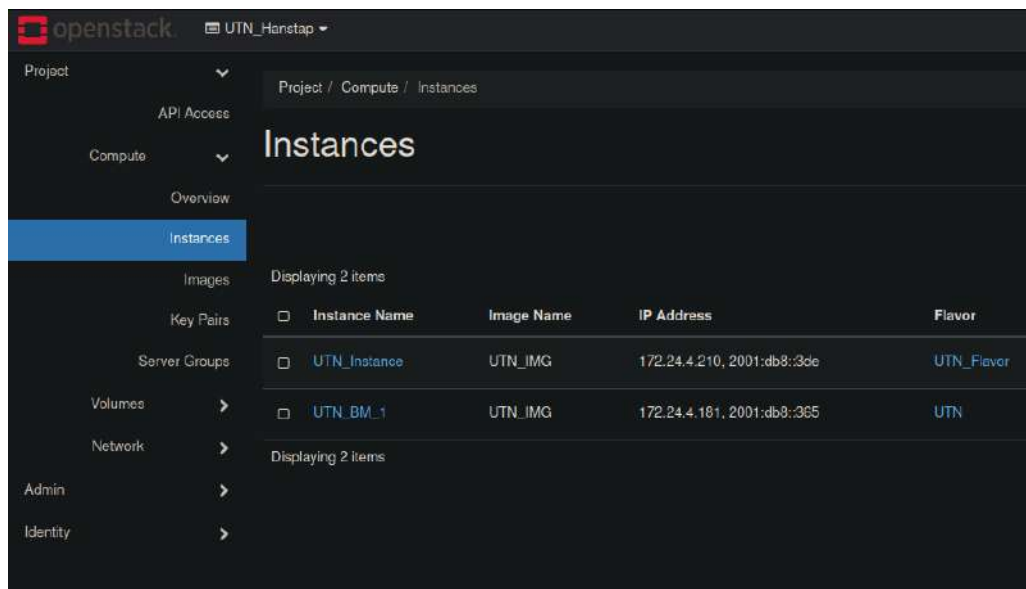 openstack. UTN_Hanstap
Project
API Access
Compute
Overview
Instances
Images
Key Pairs
Server Groups
Volumes
Network
Admin
Identity
Project / Compute / Instances
Instances
Displaying 2 items
Instance Name Image Name IP Address Flavor
UTN_Instance UTN_IMG 172.24.4.210, 2001:db8::3de UTN_Flavor
UTN_BM_1 UTN_IMG 172.24.4.181, 2001:db8::365 UTN
Displaying 2 items